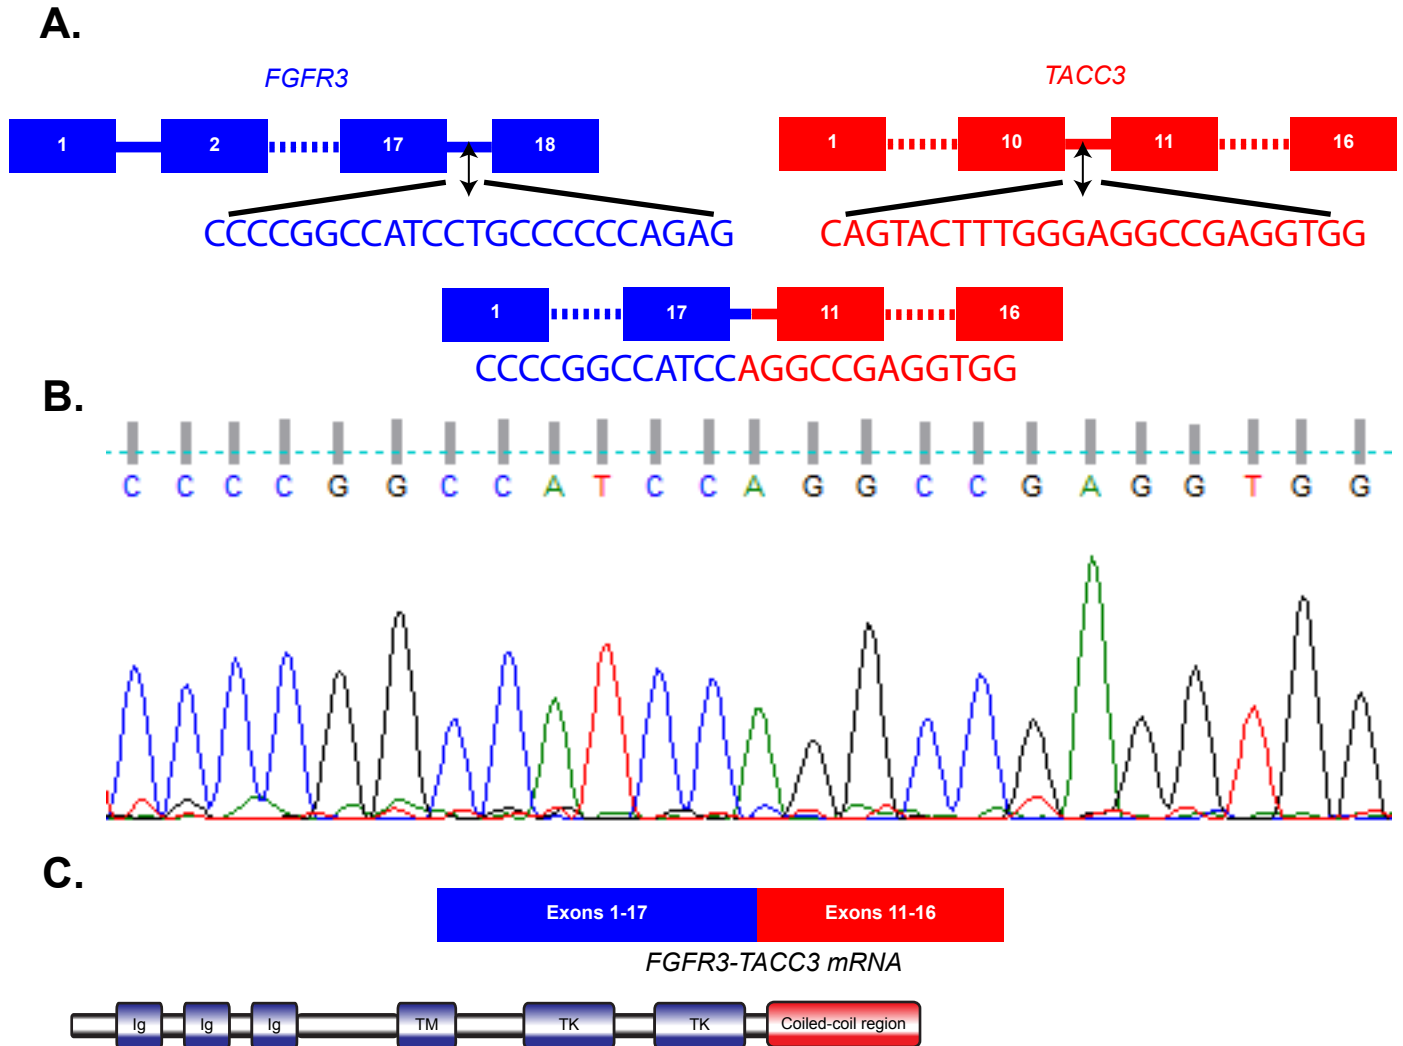 A.
FGFR3 TACC3
1 2 17 18 1 10 11 16
CCCCGGCCATCCTGCCCCCCAGAG CAGTACTTTGGGAGGCCGAGGTGG
1 17 11 16
CCCCGGCCATCCAGGCCGAGGTGG
B.
C C C C G G C C A T C C A G G C C G A G G T G G
C.
Exons 1-17 Exons 11-16
FGFR3-TACC3 mRNA
Ig Ig Ig TM TK TK Coiled-coil region